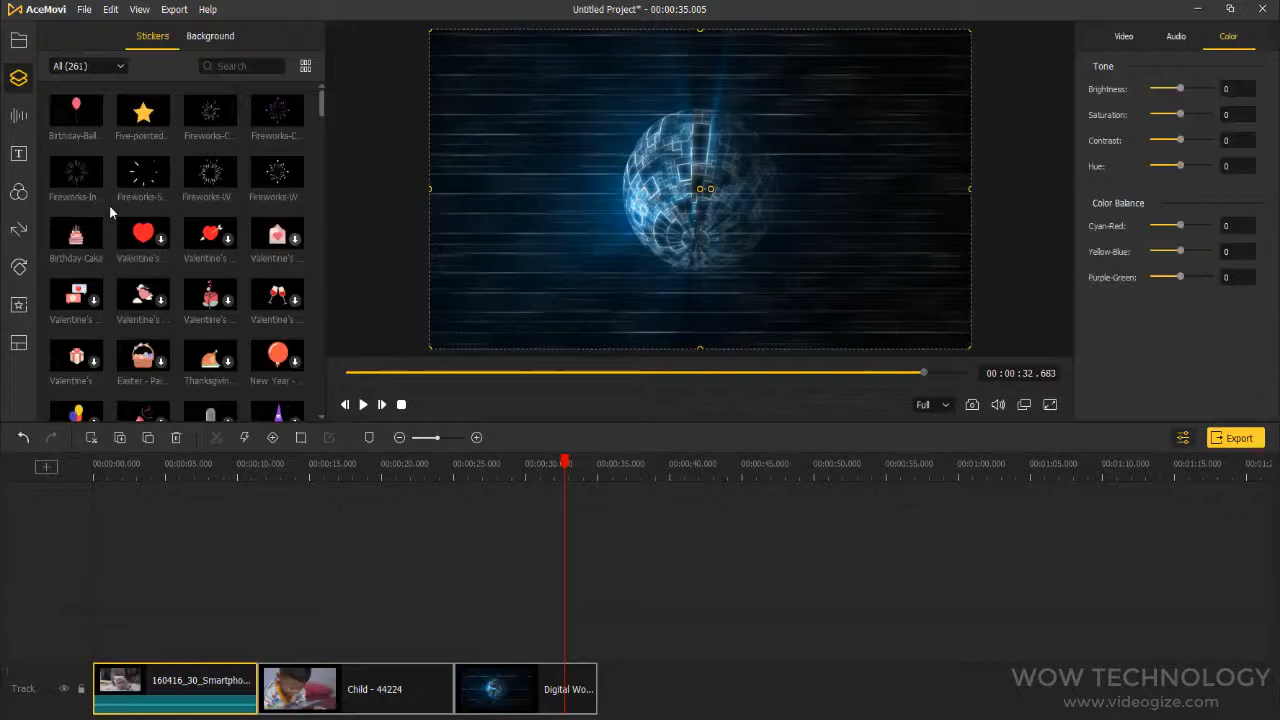 AceMovi File Edit View Export Help Untitled Project* - 00:00:35.005
Stickers Background Video Audio Color
All (261) Search...
Tone
Brightness: 0
Saturation: 0
Contrast: 0
Hue: 0
Color Balance
Cyan-Red: 0
Yellow-Blue: 0
Purple-Green: 0
Birthday-Ball.. Five-pointed.. Fireworks-C.. Fireworks-C..
Fireworks-In.. Fireworks-S.. Fireworks-W Fireworks-W
Birthday-Cake Valentine's .. Valentine's ... Valentine's ...
Valentine's ... Valentine's ... Valentine's ... Valentine's ...
Valentine's ... Easter - Pai... Thanksgivin... New Year - ...
00 : 00 : 32 .683
Full
Export
00:00:00.000 00:00:05.000 00:00:10.000 00:00:15.000 00:00:20.000 00:00:25.000 00:00:30.000 00:00:35.000 00:00:40.000 00:00:45.000 00:00:50.000 00:00:55.000 00:01:00.000 00:01:05.000 00:01:10.000 00:01:15.000 00:01:2
Track 160416_30_Smartpho... Child - 44224 Digital Wo...
WOW TECHNOLOGY
www.videogize.com